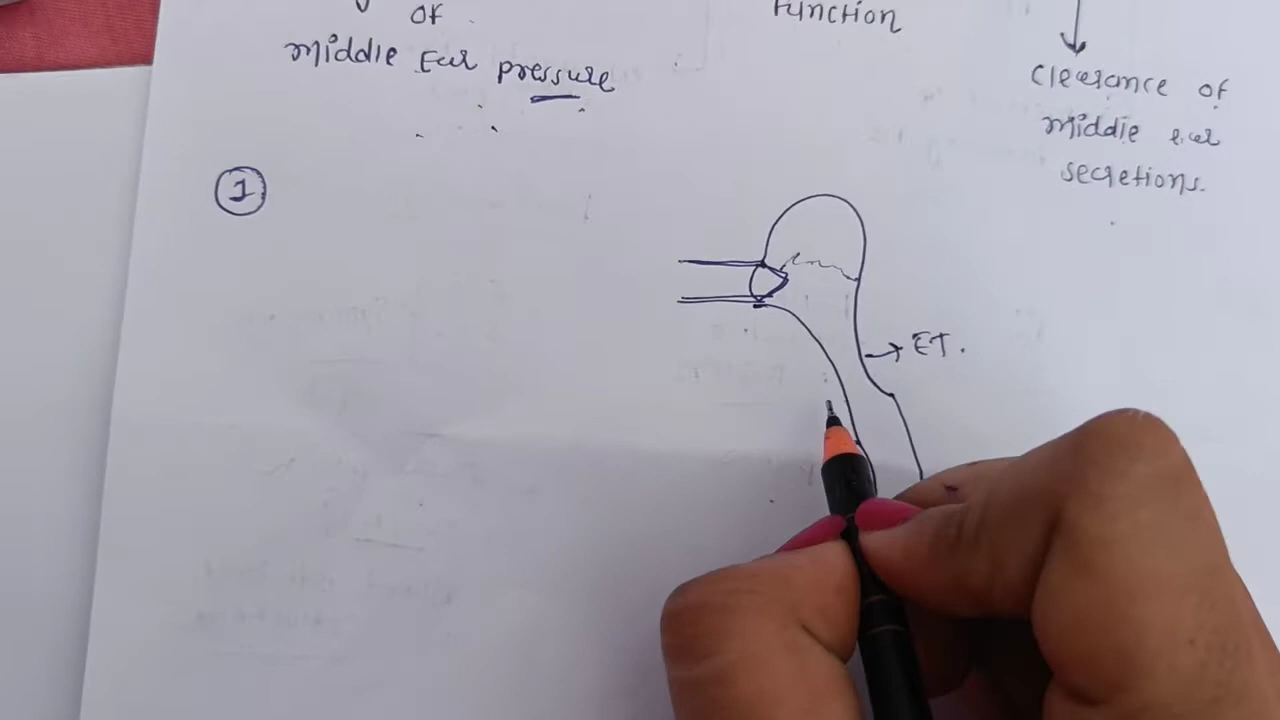 OF
middle Ear pressure
function
clearance of
middle ear
secretions.
1
→ ET.